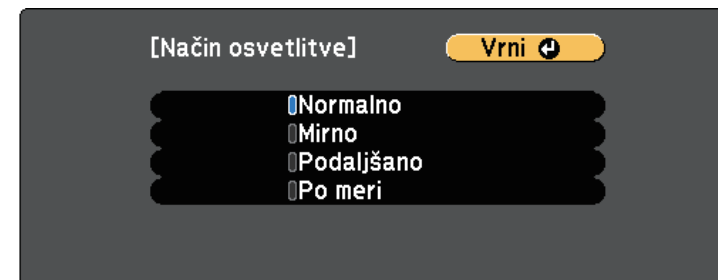 [Način osvetlitve] Vrni
Normalno
Mirno
Podaljšano
Po meri